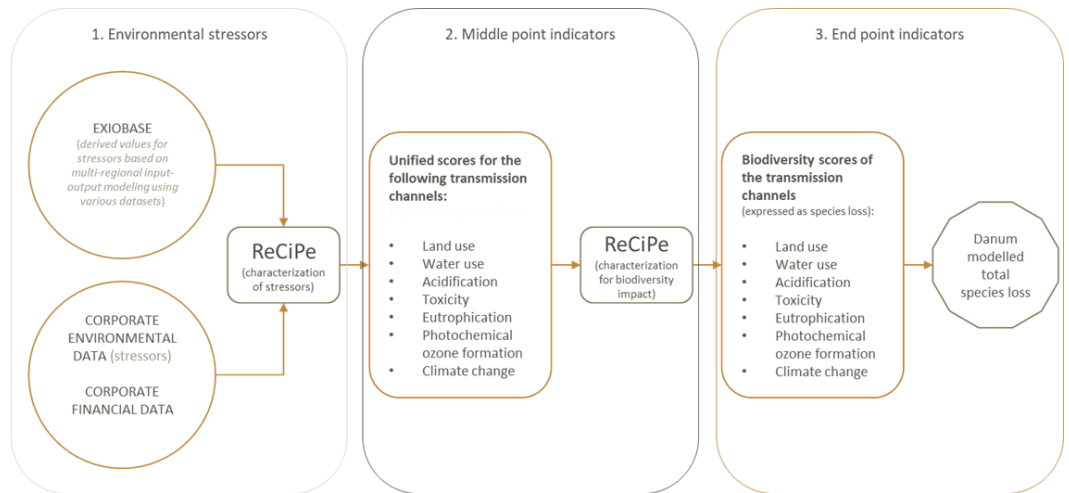 1. Environmental stressors
EXIOBASE
(derived values for
stressors based on
multi-regional input-
output modeling using
various datasets)
CORPORATE
ENVIRONMENTAL
DATA (stressors)
CORPORATE
FINANCIAL DATA
ReCiPe
(characterization
of stressors)
2. Middle point indicators
Unified scores for the
following transmission
channels:
• Land use
• Water use
• Acidification
• Toxicity
• Eutrophication
• Photochemical
ozone formation
• Climate change
ReCiPe
(characterization
for biodiversity
impact)
3. End point indicators
Biodiversity scores of
the transmission
channels
(expressed as species loss):
• Land use
• Water use
• Acidification
• Toxicity
• Eutrophication
• Photochemical
ozone formation
• Climate change
Danum
modelled
total
species loss